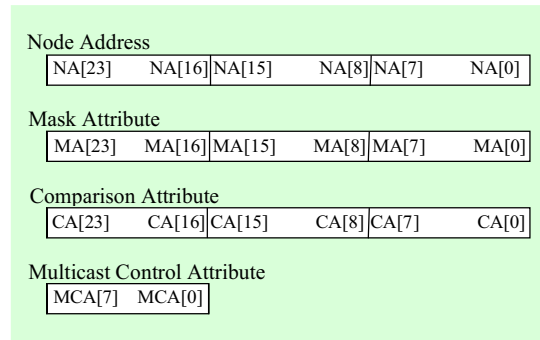 Node Address
NA[23] NA[16] NA[15] NA[8] NA[7] NA[0]
Mask Attribute
MA[23] MA[16] MA[15] MA[8] MA[7] MA[0]
Comparison Attribute
CA[23] CA[16] CA[15] CA[8] CA[7] CA[0]
Multicast Control Attribute
MCA[7] MCA[0]